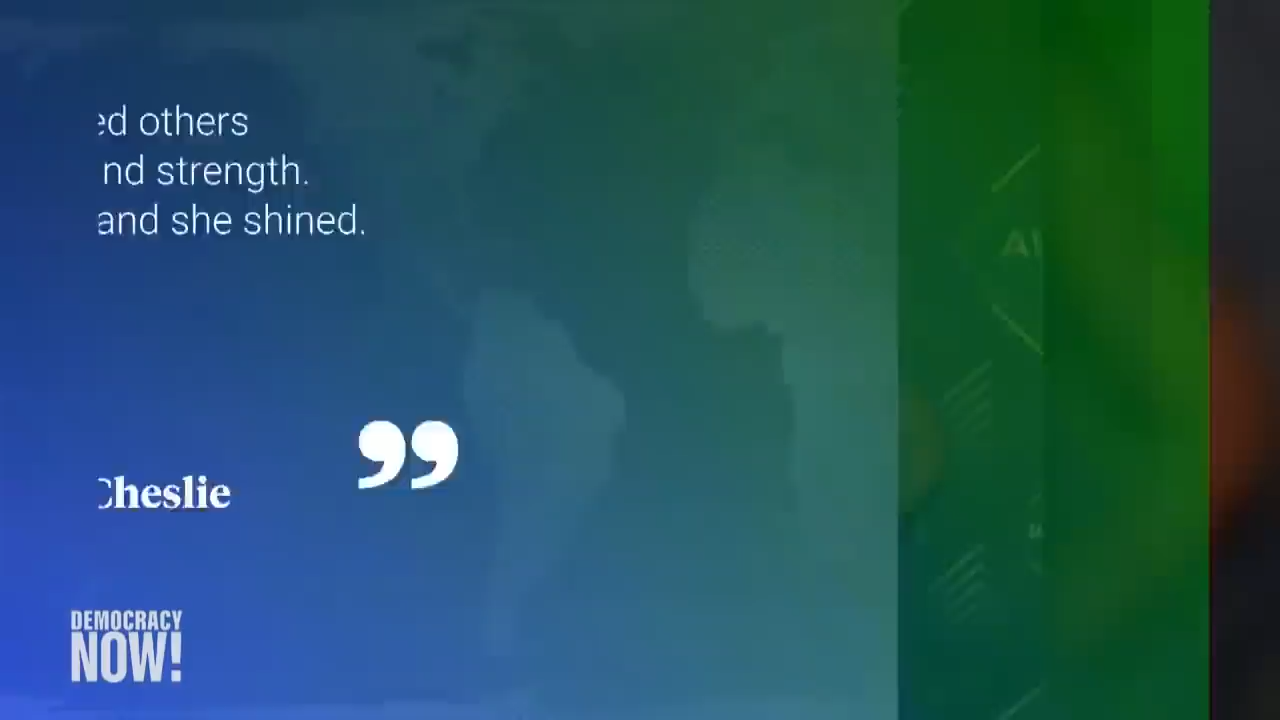 ed others
nd strength.
and she shined.
”
Cheslie
DEMOCRACY
NOW!